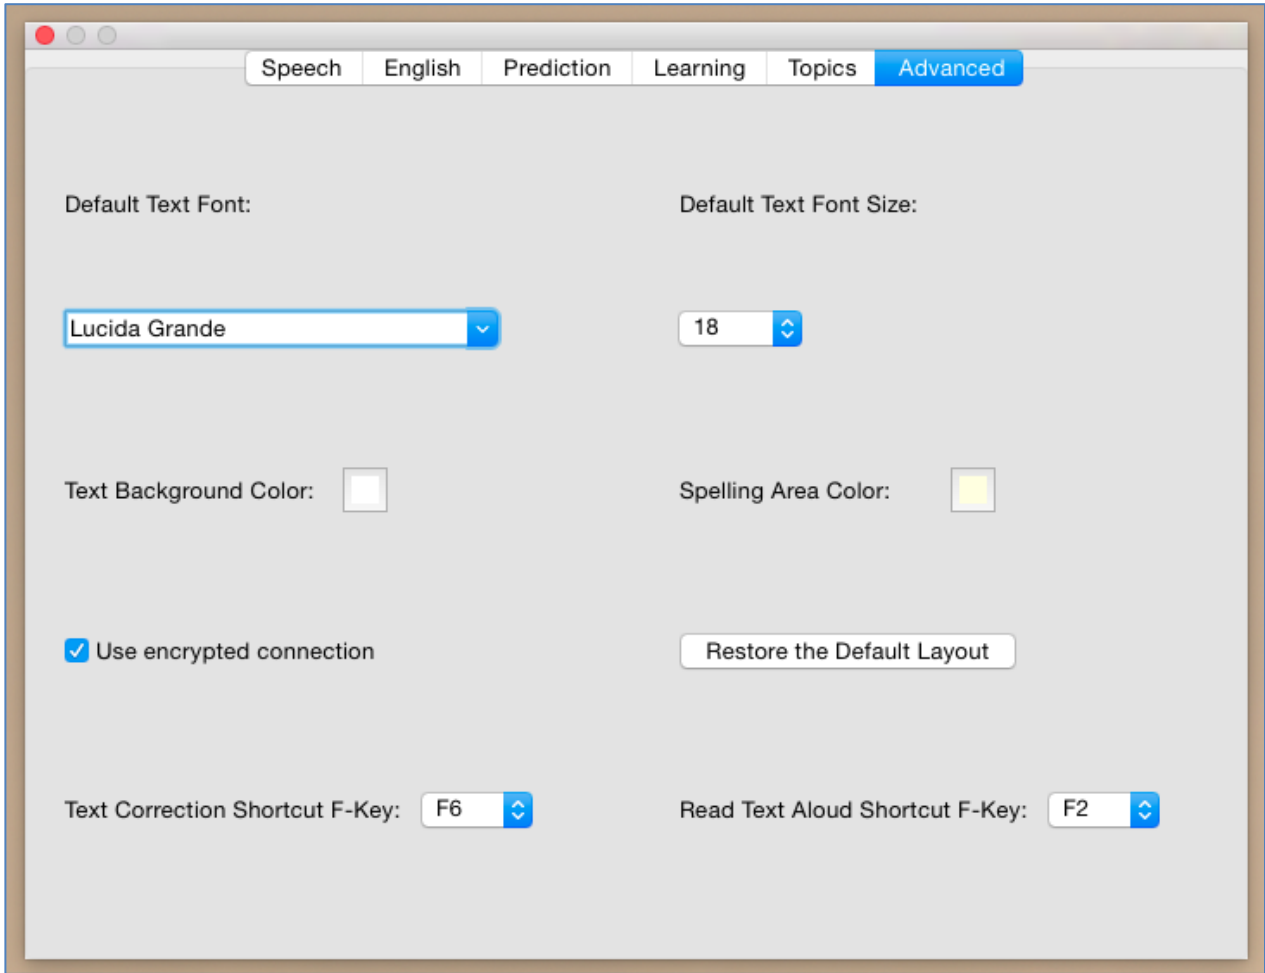 Speech English Prediction Learning Topics Advanced
Default Text Font: Default Text Font Size:
Lucida Grande 18
Text Background Color: Spelling Area Color:
Use encrypted connection Restore the Default Layout
Text Correction Shortcut F-Key: F6 Read Text Aloud Shortcut F-Key: F2